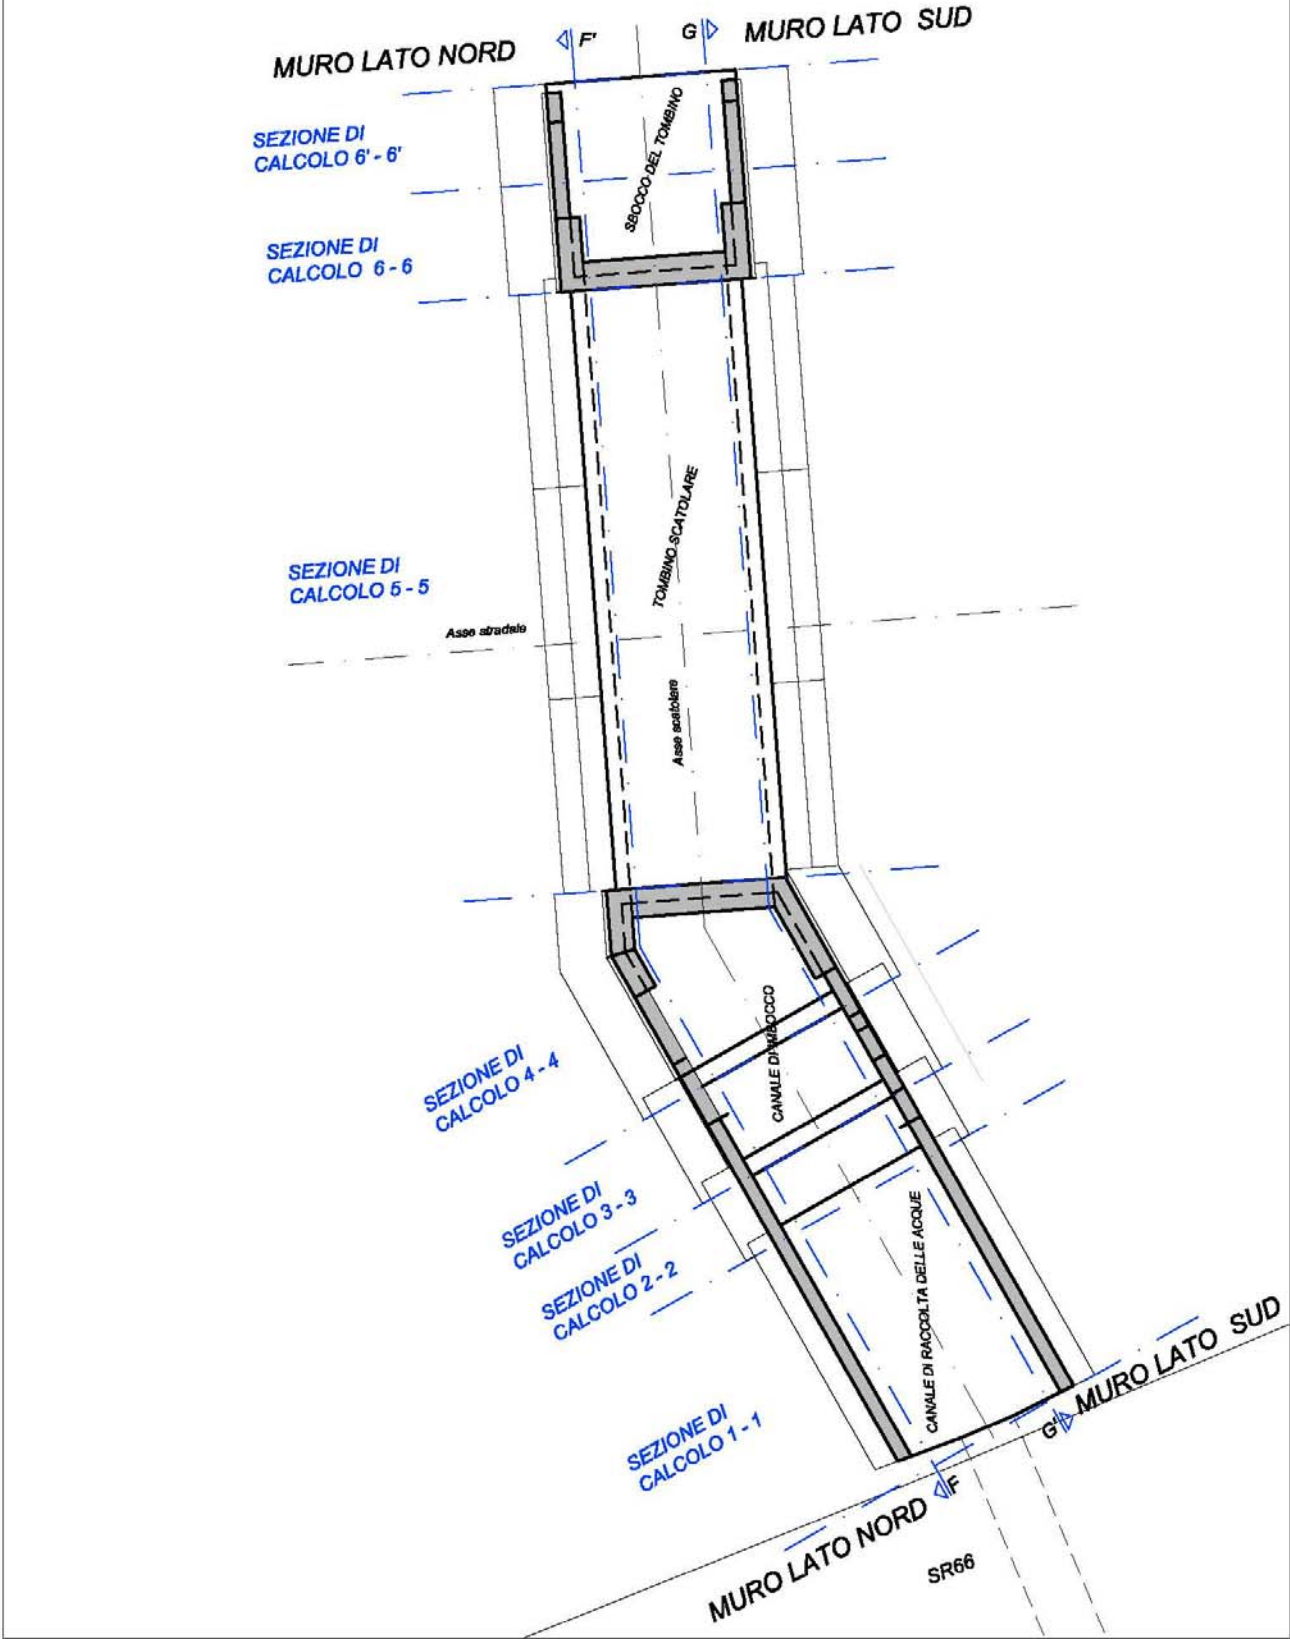 MURO LATO NORD
F'
G
MURO LATO SUD
SEZIONE DI
CALCOLO 6' - 6'
SBOCCO DEL TOMBINO
SEZIONE DI
CALCOLO 6 - 6
TOMBINO SCATOLARE
SEZIONE DI
CALCOLO 5 - 5
Asse stradale
Asse scatolare
CANALE DI IMBOCCO
SEZIONE DI
CALCOLO 4 - 4
SEZIONE DI
CALCOLO 3 - 3
SEZIONE DI
CALCOLO 2 - 2
CANALE DI RACCOLTA DELLE ACQUE
SEZIONE DI
CALCOLO 1 - 1
MURO LATO SUD
G'
F
MURO LATO NORD
SR66